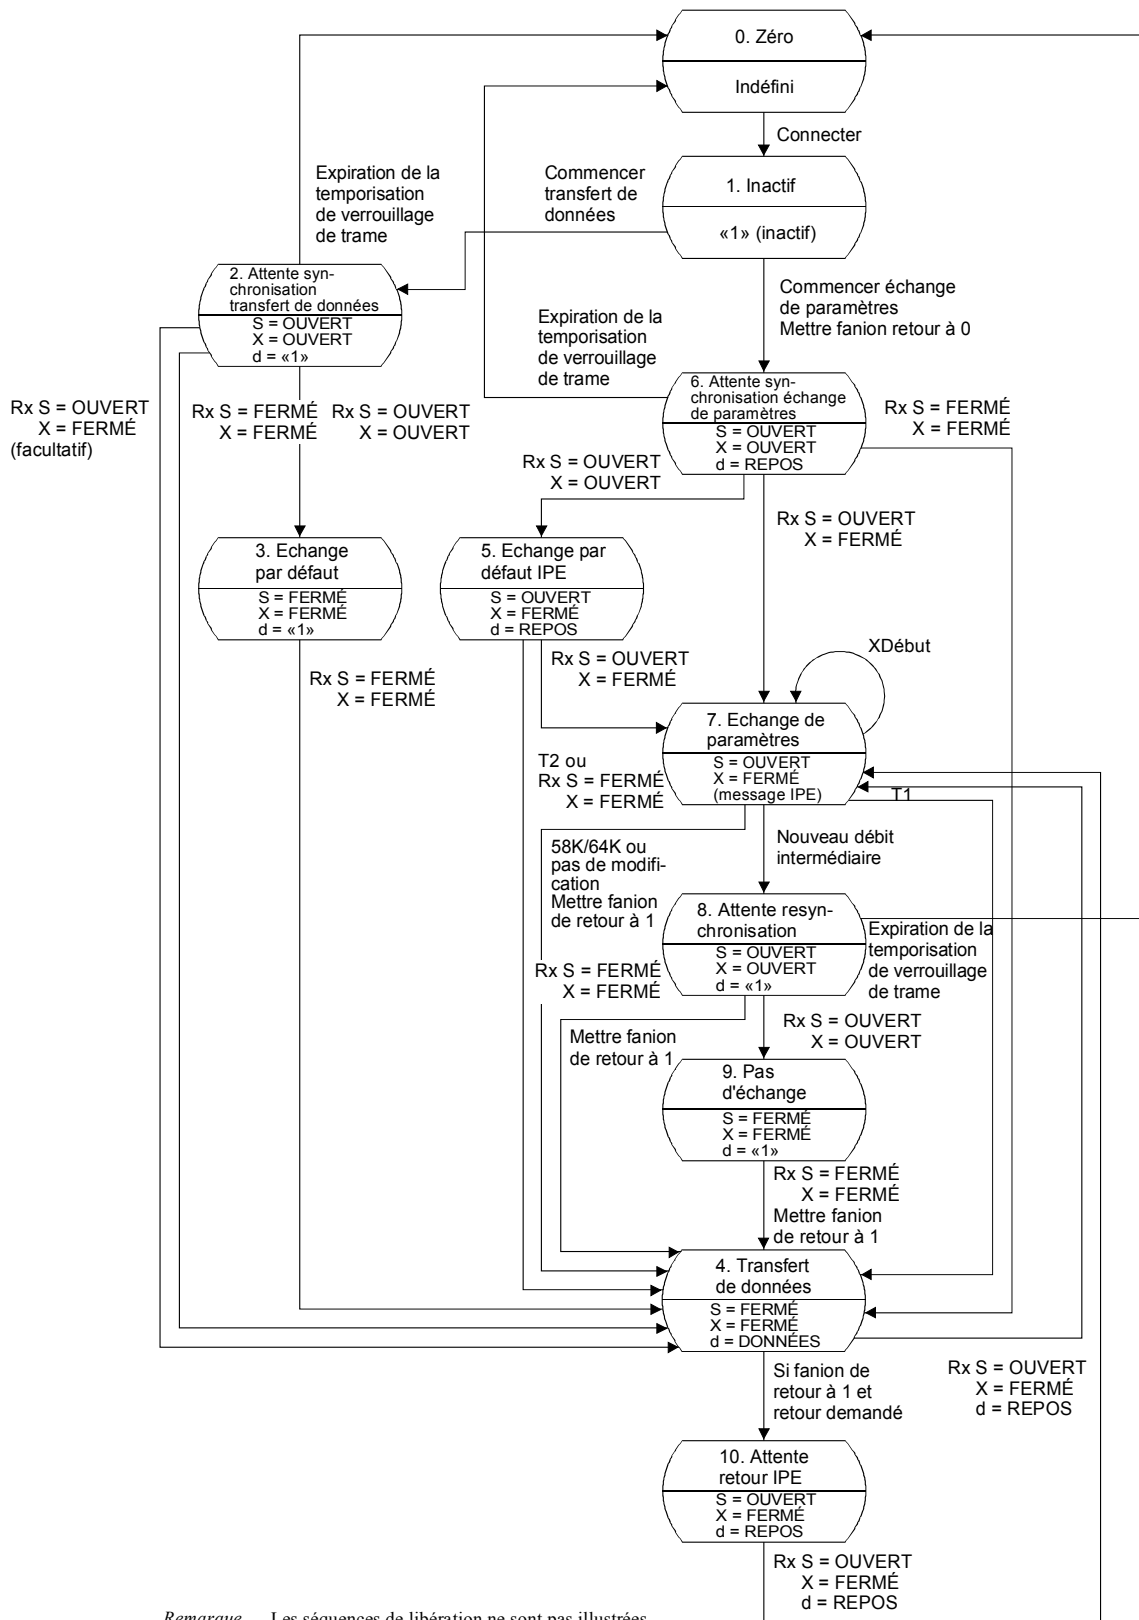 0. Zéro
Indéfini
Connecter
Expiration de la
temporisation
de verrouillage
de trame
Commencer
transfert de
données
1. Inactif
«1» (inactif)
2. Attente syn-
chronisation
transfert de données
S = OUVERT
X = OUVERT
d = «1»
Commencer échange
de paramètres
Mettre fanion retour à 0
Expiration de la
temporisation
de verrouillage
de trame
6. Attente syn-
chronisation échange
de paramètres
S = OUVERT
X = OUVERT
d = REPOS
Rx S = OUVERT
X = FERMÉ
(facultatif)
Rx S = FERMÉ
X = FERMÉ
Rx S = OUVERT
X = OUVERT
Rx S = FERMÉ
X = FERMÉ
Rx S = OUVERT
X = OUVERT
Rx S = OUVERT
X = FERMÉ
3. Echange
par défaut
S = FERMÉ
X = FERMÉ
d = «1»
5. Echange par
défaut IPE
S = OUVERT
X = FERMÉ
d = REPOS
Rx S = FERMÉ
X = FERMÉ
Rx S = OUVERT
X = FERMÉ
XDébut
7. Echange de
paramètres
S = OUVERT
X = FERMÉ
(message IPE)
T2 ou
Rx S = FERMÉ
X = FERMÉ
T1
58K/64K ou
pas de modifi-
cation
Mettre fanion
de retour à 1
Nouveau débit
intermédiaire
8. Attente resyn-
chronisation
S = OUVERT
X = OUVERT
d = «1»
Expiration de la
temporisation
de verrouillage
de trame
Rx S = FERMÉ
X = FERMÉ
Rx S = OUVERT
X = OUVERT
Mettre fanion
de retour à 1
9. Pas
d'échange
S = FERMÉ
X = FERMÉ
d = «1»
Rx S = FERMÉ
X = FERMÉ
Mettre fanion
de retour à 1
4. Transfert
de données
S = FERMÉ
X = FERMÉ
d = DONNÉES
Si fanion de
retour à 1 et
retour demandé
Rx S = OUVERT
X = FERMÉ
d = REPOS
10. Attente
retour IPE
S = OUVERT
X = FERMÉ
d = REPOS
Rx S = OUVERT
X = FERMÉ
d = REPOS
Remarque – Les séquences de libération ne sont pas illustrées